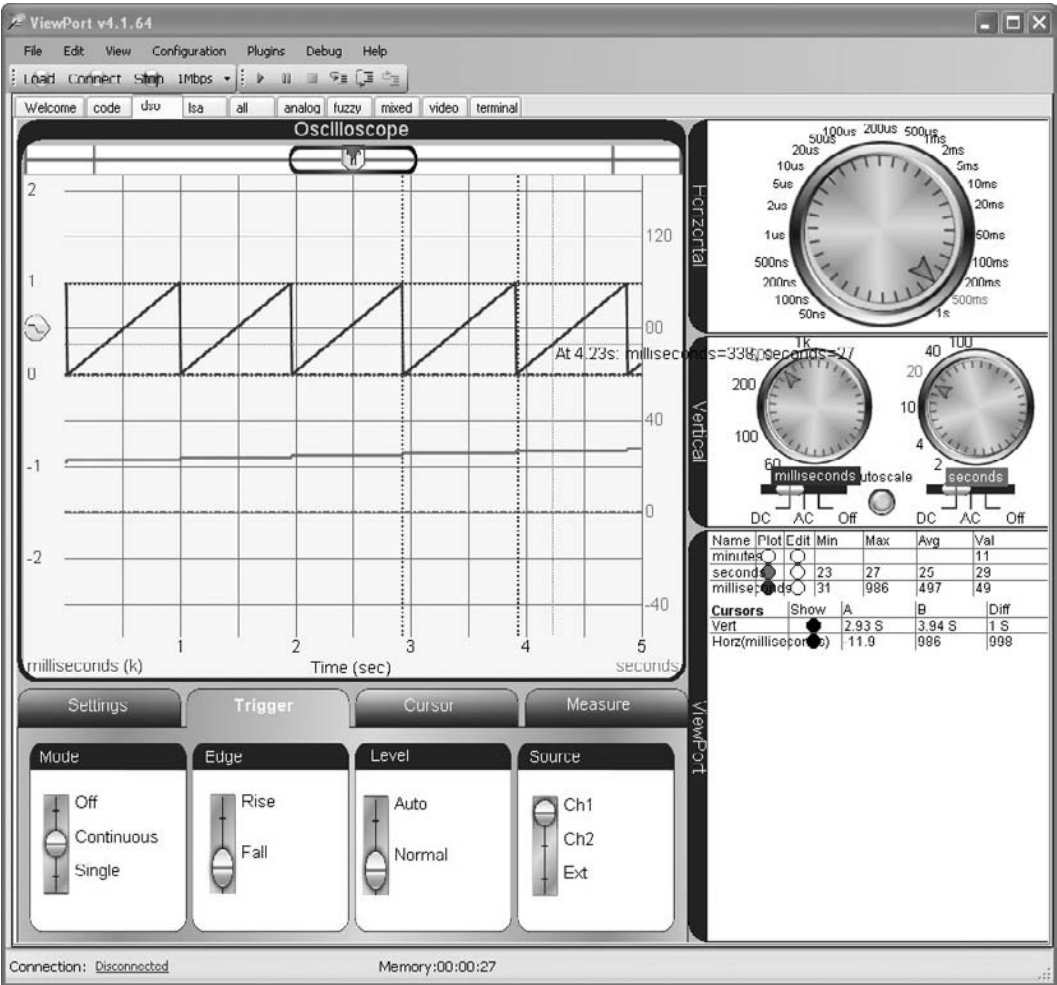 ViewPort v4.1.64
File Edit View Configuration Plugins Debug Help
Load Connect Stop 1Mbps
Welcome code dso lsa all analog fuzzy mixed video terminal
Oscilloscope
2
1
0
-1
-2
120
80
40
0
-40
At 4.23s: milliseconds=338, seconds=27
1 2 3 4 5
milliseconds (k) Time (sec) seconds
Horizontal
50ns 100ns 200ns 500ns 1us 2us 5us 10us 20us 50us 100us 200us 500us 1ms 2ms 5ms 10ms 20ms 50ms 100ms 200ms 500ms 1s
Vertical
60 100 200 500 1k
2 4 10 20 40 100
milliseconds utoscale seconds
DC AC Off DC AC Off
ViewPort
Name Plot Edit Min Max Avg Val
minutes 11
seconds 23 27 25 29
milliseconds 31 986 497 49
Cursors Show A B Diff
Vert 2.93 S 3.94 S 1 S
Horz(milliseconds) -11.9 986 998
Settings Trigger Cursor Measure
Mode
Off
Continuous
Single
Edge
Rise
Fall
Level
Auto
Normal
Source
Ch1
Ch2
Ext
Connection: Disconnected Memory:00:00:27